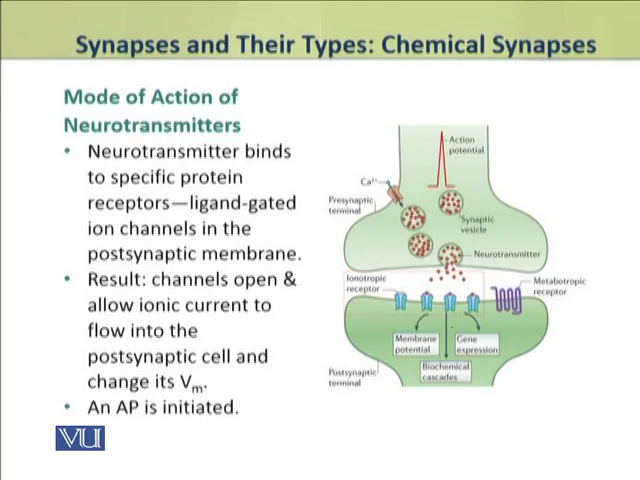 Synapses and Their Types: Chemical Synapses
Mode of Action of
Neurotransmitters
• Neurotransmitter binds
to specific protein
receptors—ligand-gated
ion channels in the
postsynaptic membrane.
• Result: channels open &
allow ionic current to
flow into the
postsynaptic cell and
change its Vm.
• An AP is initiated.
VU
Action
potential
Ca2+
Presynaptic
terminal
Synaptic
vesicle
Neurotransmitter
Ionotropic
receptor
Metabotropic
receptor
Membrane
potential
Gene
expression
Biochemical
cascades
Postsynaptic
terminal